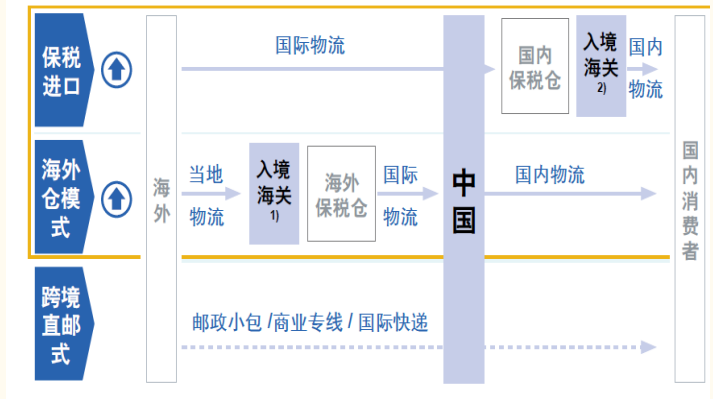 保税
进口
国际物流
国内
保税仓
入境
海关
2)
国内
物流
海外
仓模
式
海
外
当地
物流
入境
海关
1)
海外
保税仓
国际
物流
中
国
国内物流
国
内
消
费
者
跨境
直邮
式
邮政小包 /商业专线 / 国际快递